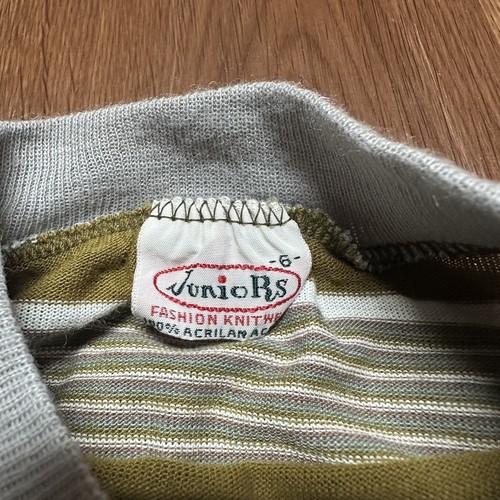 -6-
JunioRs
FASHION KNITWE
100% ACRILAN AC